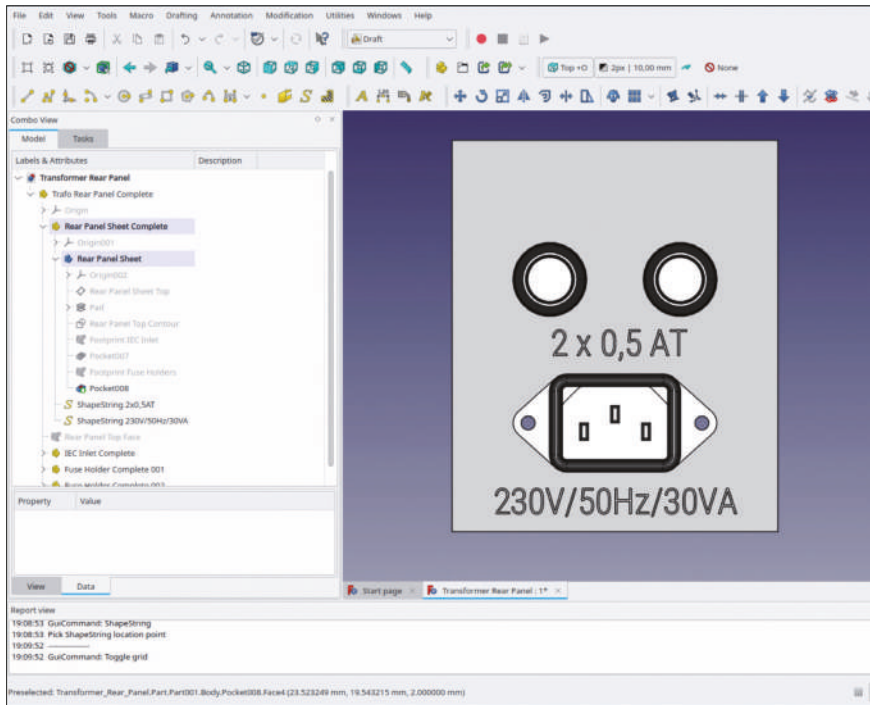 File Edit View Tools Macro Drafting Annotation Modification Utilities Windows Help
Draft
Top +O 2px | 10,00 mm None
Combo View
Model Tasks
Labels & Attributes Description
Transformer Rear Panel
Trafo Rear Panel Complete
Origin
Rear Panel Sheet Complete
Origin001
Rear Panel Sheet
Origin002
Rear Panel Sheet Top
Part
Rear Panel Top Contour
Footprint IEC Inlet
Pocket007
Footprint Fuse Holders
Pocket008
ShapeString 2x0,5AT
ShapeString 230V/50Hz/30VA
Rear Panel Top Face
IEC Inlet Complete
Fuse Holder Complete 001
Fuse Holder Complete 002
2 x 0,5 AT
230V/50Hz/30VA
Property Value
View Data
Start page Transformer Rear Panel : 1*
Report view
19:08:53 GuiCommand: ShapeString
19:08:53 Pick ShapeString location point
19:09:52 ---------------
19:09:52 GuiCommand: Toggle grid
Preselected: Transformer_Rear_Panel.Part.Part001.Body.Pocket008.Face4 (23.523249 mm, 19.543215 mm, 2.000000 mm)